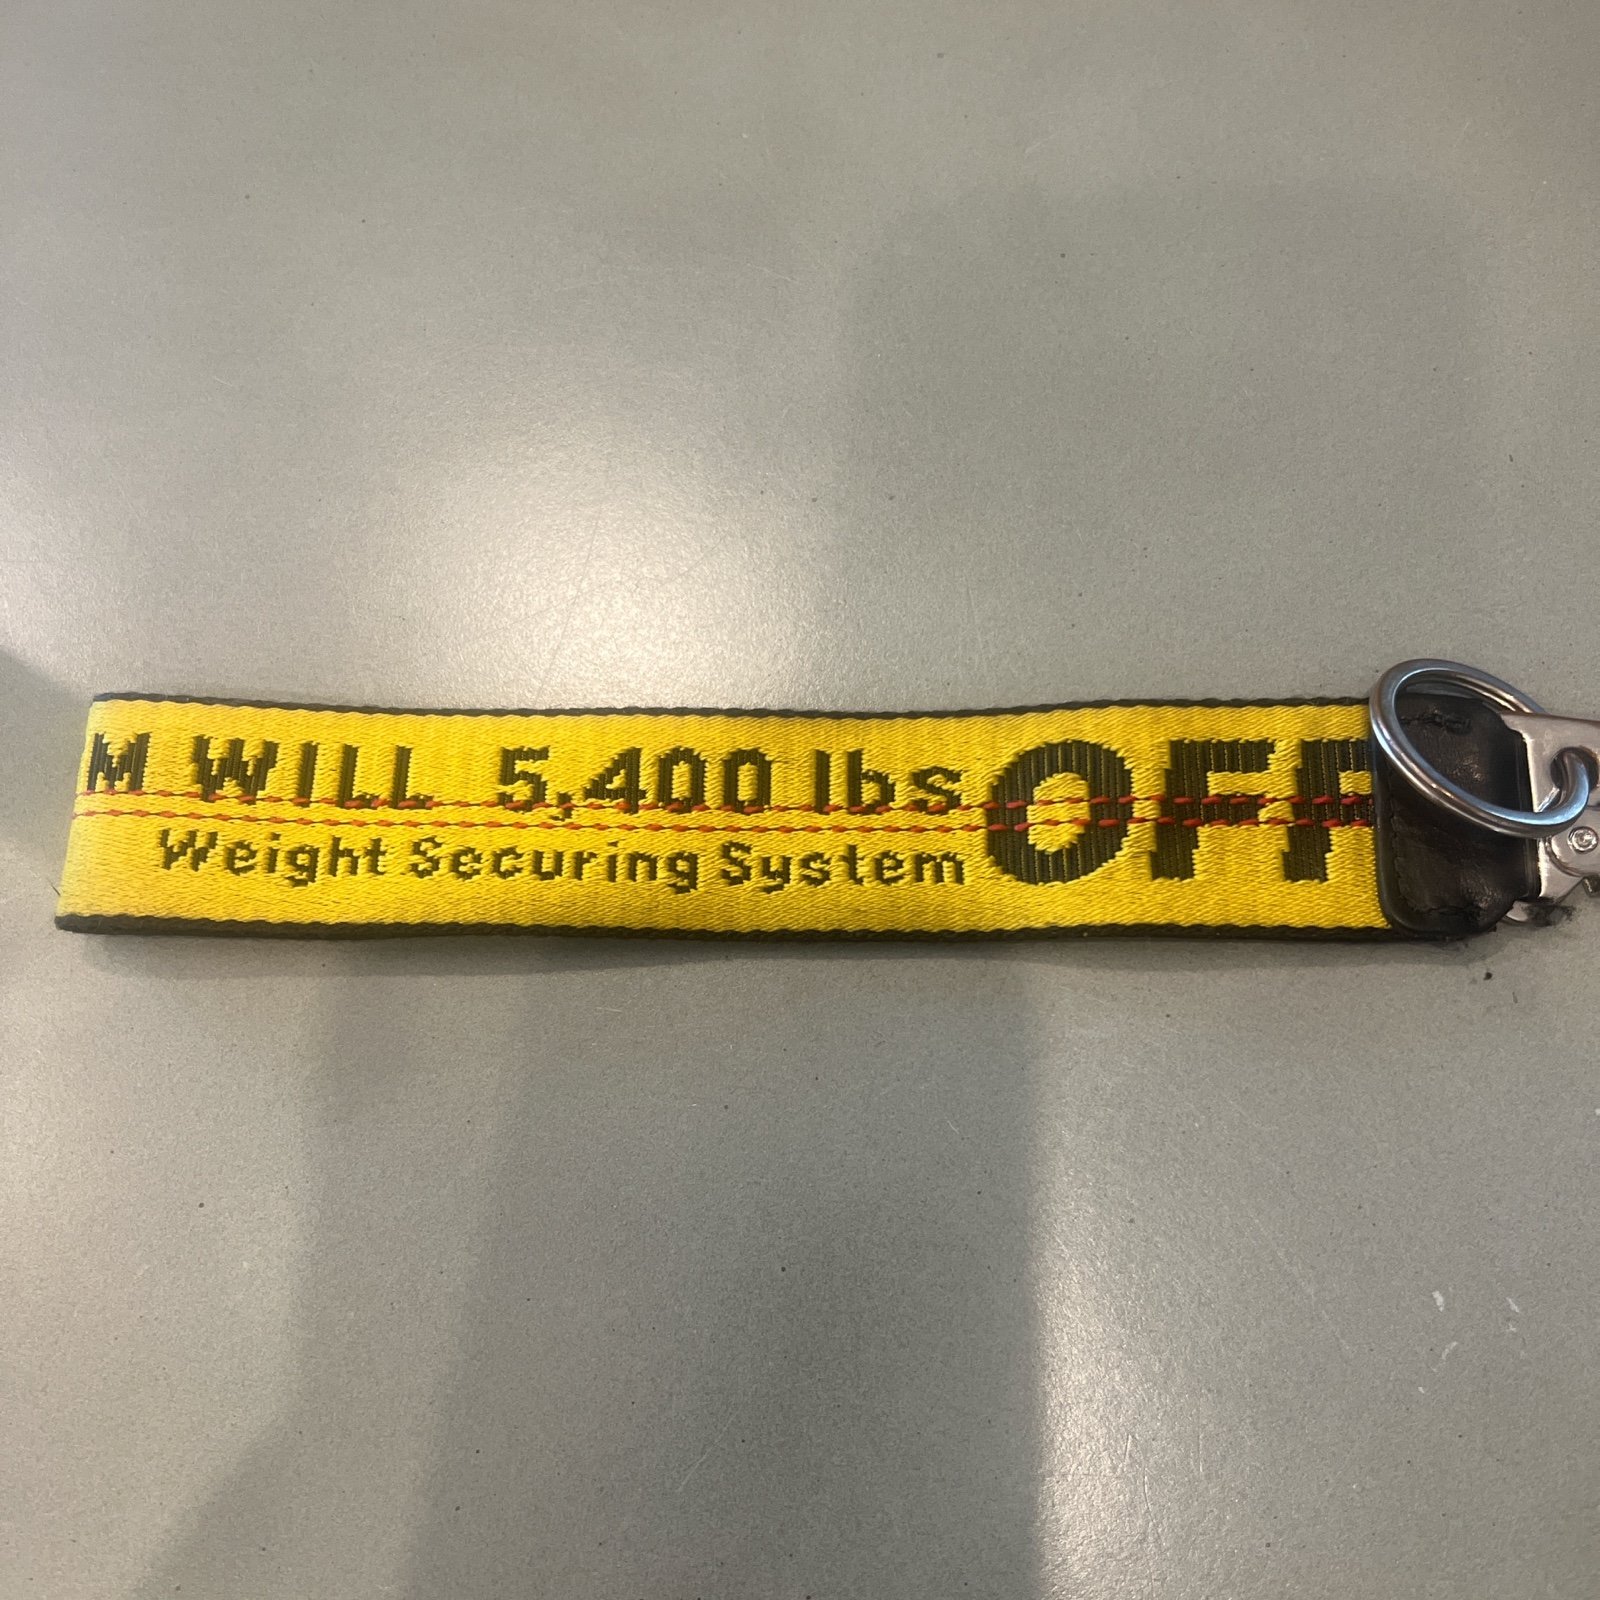 M WILL 5,400 lbs OFF
Weight Securing System